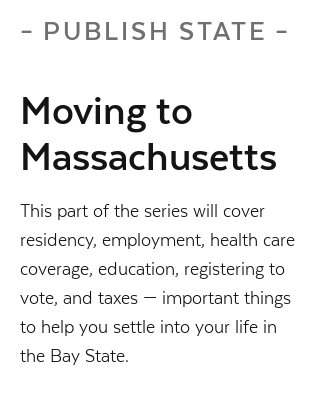 - PUBLISH STATE -
Moving to
Massachusetts
This part of the series will cover
residency, employment, health care
coverage, education, registering to
vote, and taxes — important things
to help you settle into your life in
the Bay State.